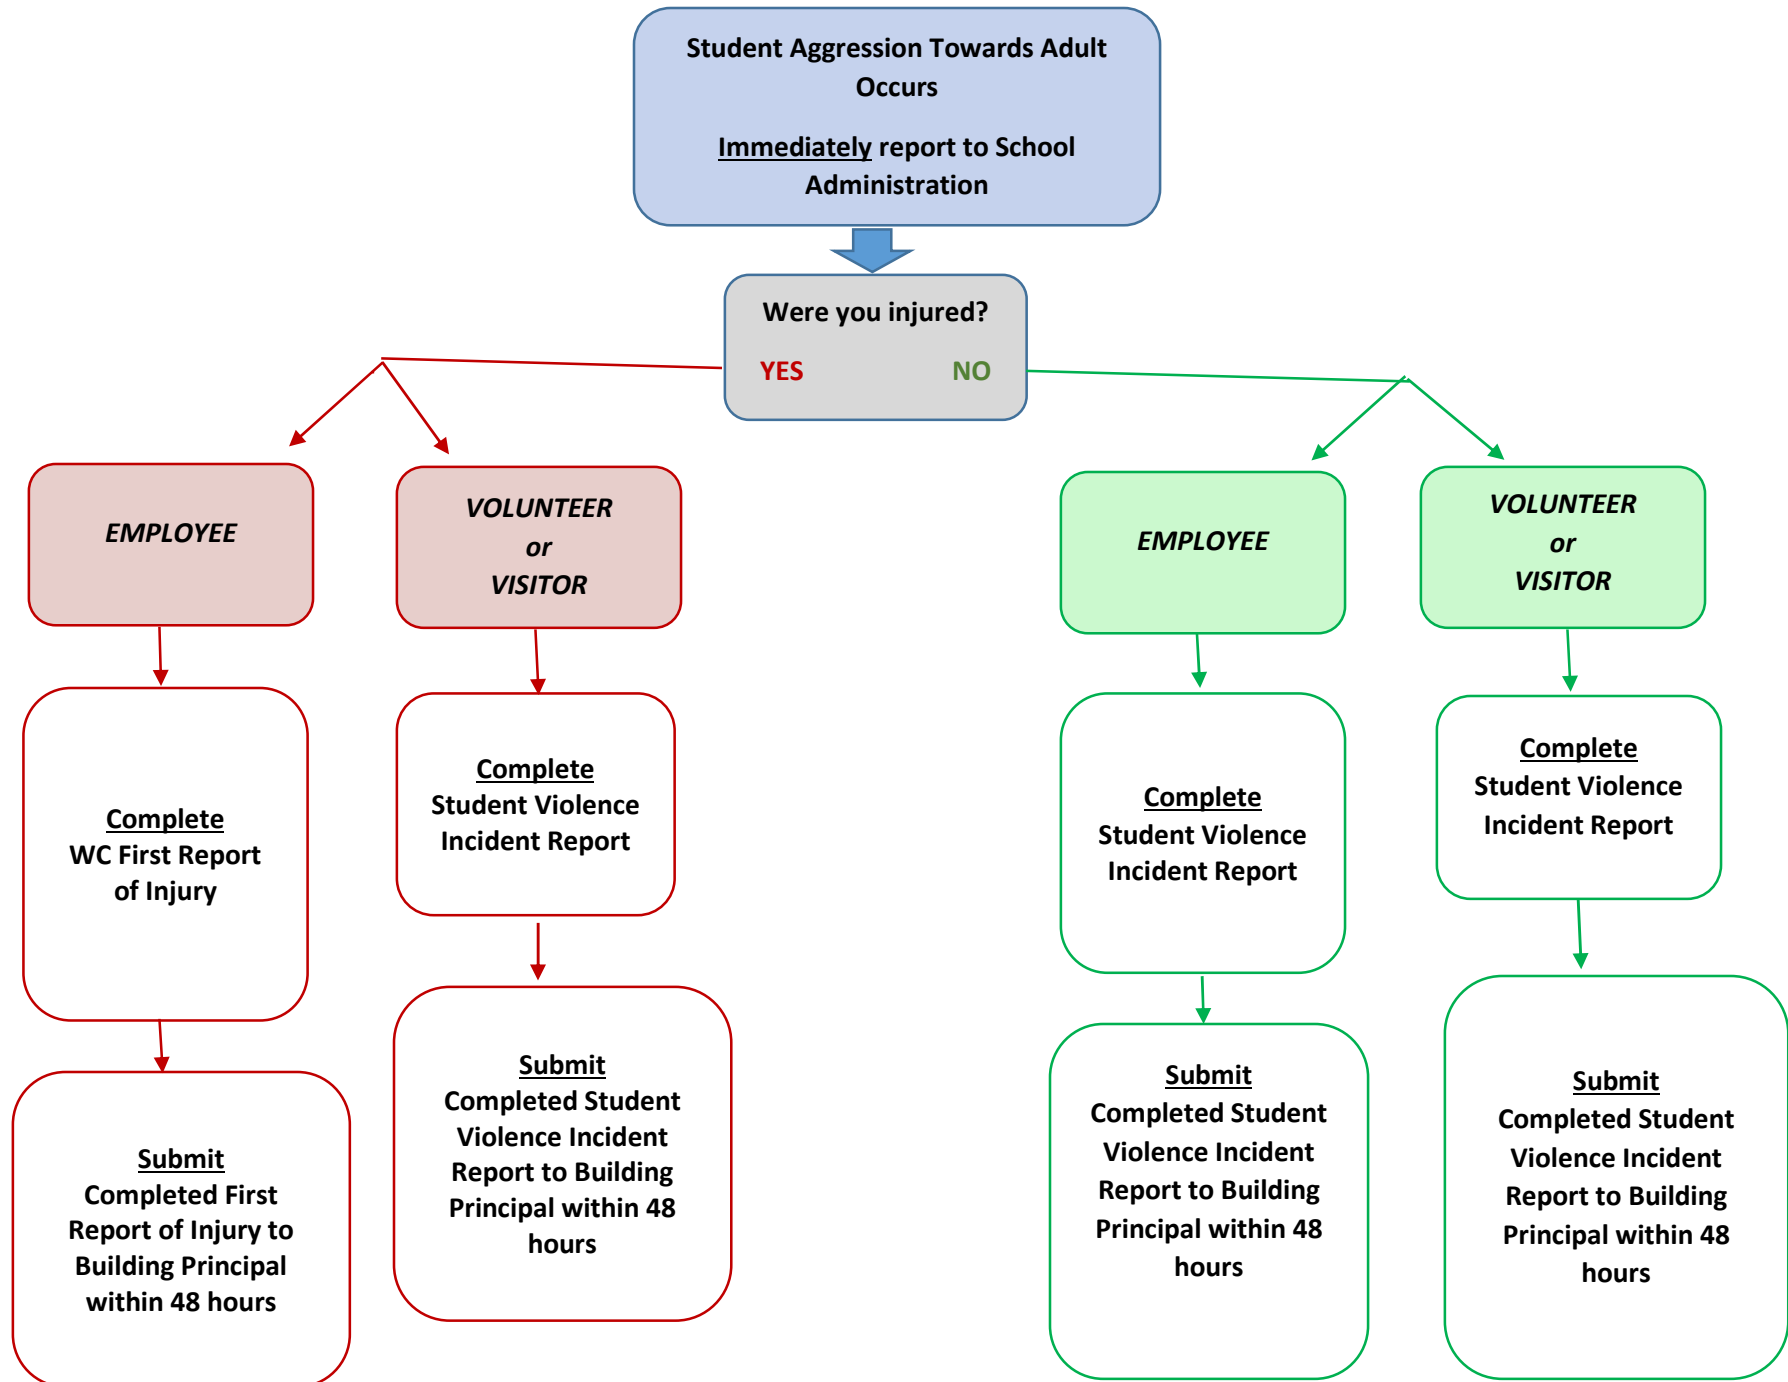 Student Aggression Towards Adult
Occurs
Immediately report to School
Administration
Were you injured?
YES NO
EMPLOYEE
VOLUNTEER
or
VISITOR
EMPLOYEE
VOLUNTEER
or
VISITOR
Complete
WC First Report
of Injury
Complete
Student Violence
Incident Report
Complete
Student Violence
Incident Report
Complete
Student Violence
Incident Report
Submit
Completed First
Report of Injury to
Building Principal
within 48 hours
Submit
Completed Student
Violence Incident
Report to Building
Principal within 48
hours
Submit
Completed Student
Violence Incident
Report to Building
Principal within 48
hours
Submit
Completed Student
Violence Incident
Report to Building
Principal within 48
hours